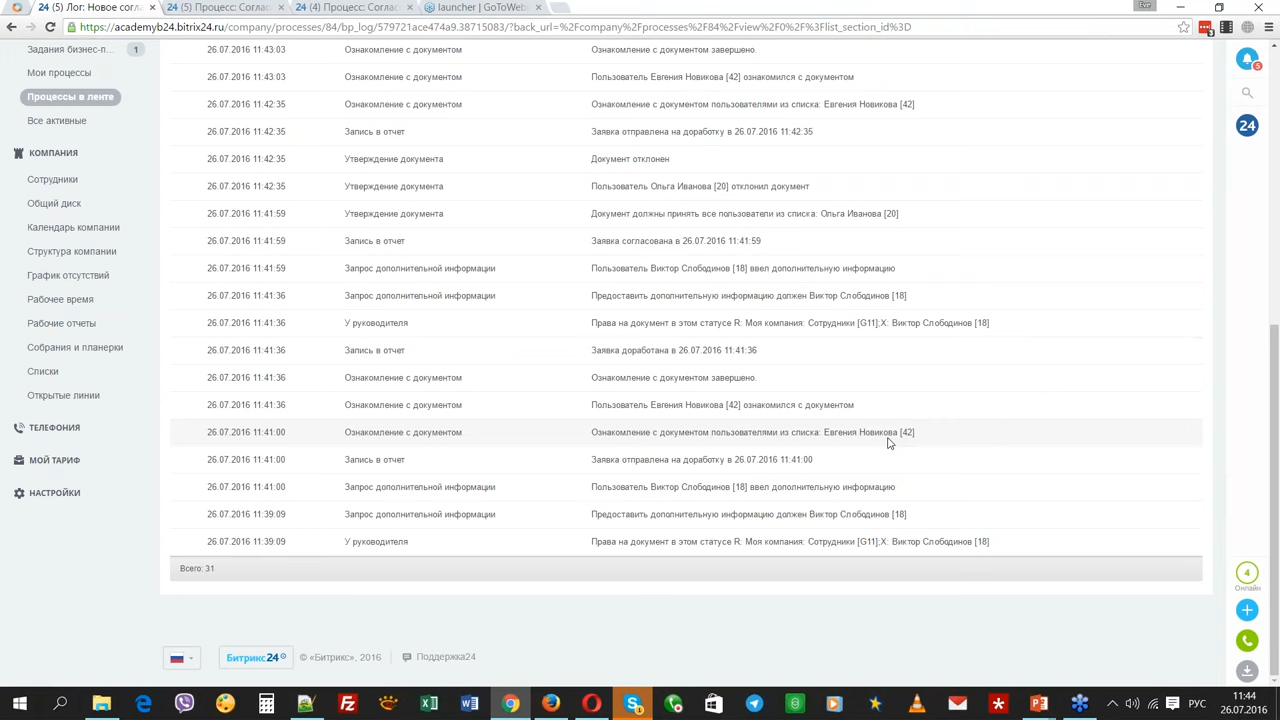 24 (5) Лог: Новое соглa
24 (5) Процесс: Соглас
24 (4) Процесс: Соглас
launcher | GoToWeb
Евг
https://academyb24.bitrix24.ru/company/processes/84/bp_log/579721ace474a9.38715083/?back_url=%2Fcompany%2Fprocesses%2F84%2Fview%2F0%2F%3Flist_section_id%3D
Задания бизнес-п... 1
Мои процессы
Процессы в ленте
Все активные
КОМПАНИЯ
Сотрудники
Общий диск
Календарь компании
Структура компании
График отсутствий
Рабочее время
Рабочие отчеты
Собрания и планерки
Списки
Открытые линии
ТЕЛЕФОНИЯ
МОЙ ТАРИФ
НАСТРОЙКИ
26.07.2016 11:43:03 Ознакомление с документом Ознакомление с документом завершено.
26.07.2016 11:43:03 Ознакомление с документом Пользователь Евгения Новикова [42] ознакомился с документом
26.07.2016 11:42:35 Ознакомление с документом Ознакомление с документом пользователями из списка: Евгения Новикова [42]
26.07.2016 11:42:35 Запись в отчет Заявка отправлена на доработку в 26.07.2016 11:42:35
26.07.2016 11:42:35 Утверждение документа Документ отклонен
26.07.2016 11:42:35 Утверждение документа Пользователь Ольга Иванова [20] отклонил документ
26.07.2016 11:41:59 Утверждение документа Документ должны принять все пользователи из списка: Ольга Иванова [20]
26.07.2016 11:41:59 Запись в отчет Заявка согласована в 26.07.2016 11:41:59
26.07.2016 11:41:59 Запрос дополнительной информации Пользователь Виктор Слободинов [18] ввел дополнительную информацию
26.07.2016 11:41:36 Запрос дополнительной информации Предоставить дополнительную информацию должен Виктор Слободинов [18]
26.07.2016 11:41:36 У руководителя Права на документ в этом статусе R: Моя компания: Сотрудники [G11];X: Виктор Слободинов [18]
26.07.2016 11:41:36 Запись в отчет Заявка доработана в 26.07.2016 11:41:36
26.07.2016 11:41:36 Ознакомление с документом Ознакомление с документом завершено.
26.07.2016 11:41:36 Ознакомление с документом Пользователь Евгения Новикова [42] ознакомился с документом
26.07.2016 11:41:00 Ознакомление с документом Ознакомление с документом пользователями из списка: Евгения Новикова [42]
26.07.2016 11:41:00 Запись в отчет Заявка отправлена на доработку в 26.07.2016 11:41:00
26.07.2016 11:41:00 Запрос дополнительной информации Пользователь Виктор Слободинов [18] ввел дополнительную информацию
26.07.2016 11:39:09 Запрос дополнительной информации Предоставить дополнительную информацию должен Виктор Слободинов [18]
26.07.2016 11:39:09 У руководителя Права на документ в этом статусе R: Моя компания: Сотрудники [G11];X: Виктор Слободинов [18]
Всего: 31
Битрикс24 © «Битрикс», 2016 Поддержка24
24
4
Онлайн
РУС
11:44
26.07.2016